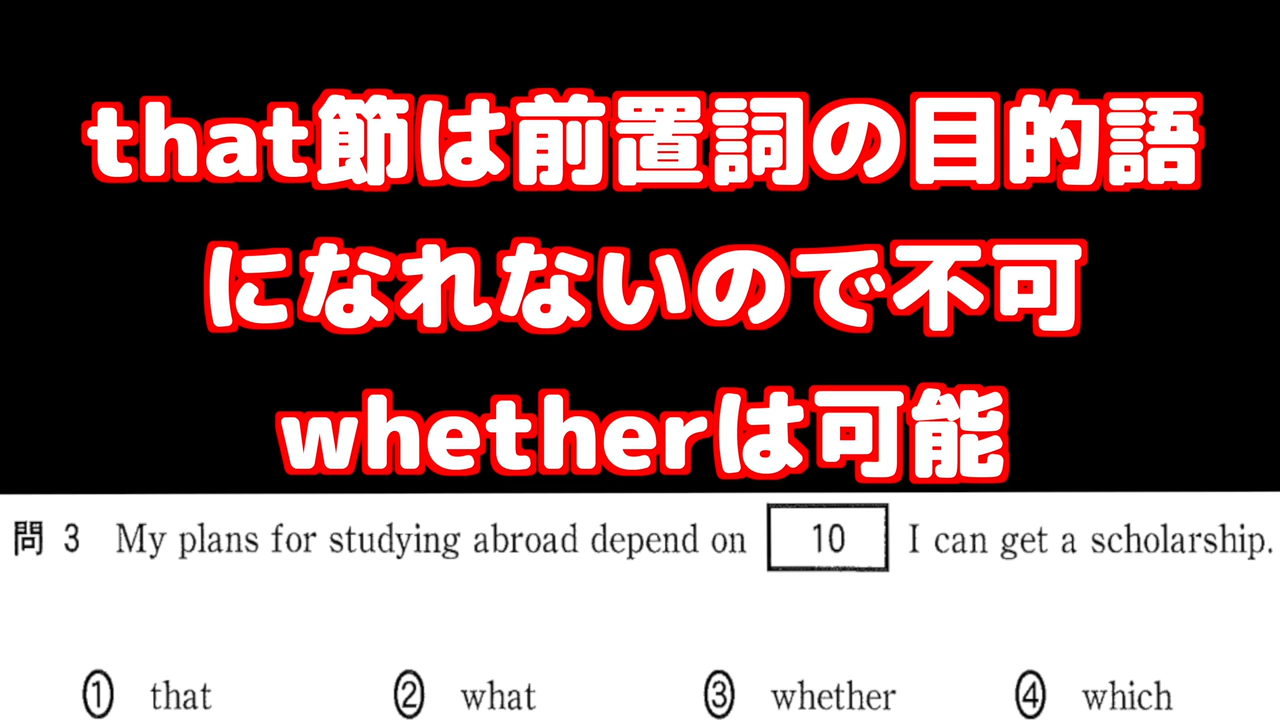 that節は前置詞の目的語
になれないので不可
whetherは可能
問 3 My plans for studying abroad depend on 10 I can get a scholarship.
① that ② what ③ whether ④ which